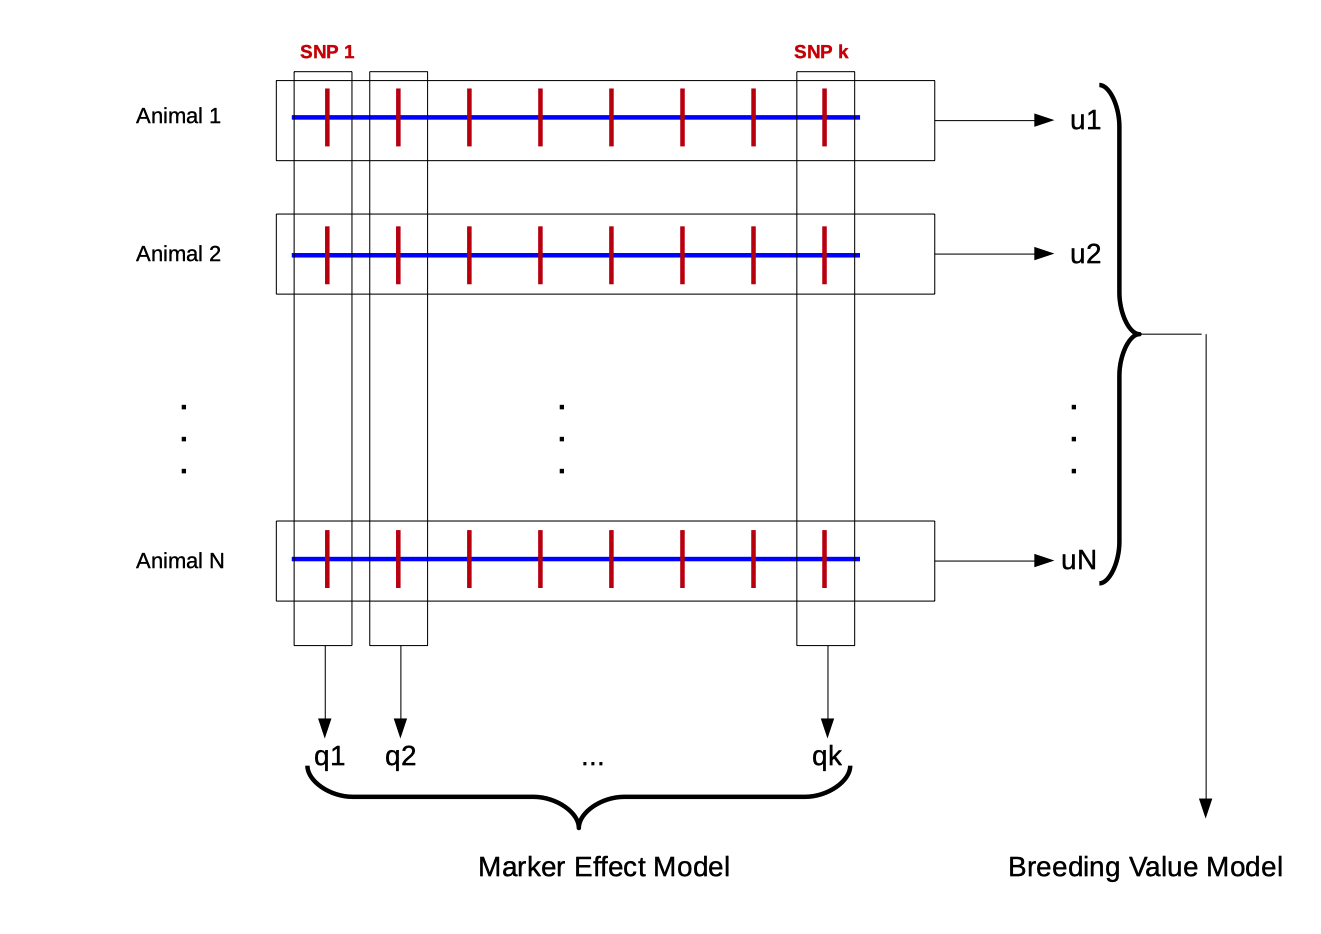 SNP 1 SNP k
Animal 1 u1
Animal 2 u2
. . .
. . .
. . .
Animal N uN
q1 q2 ... qk
Marker Effect Model Breeding Value Model